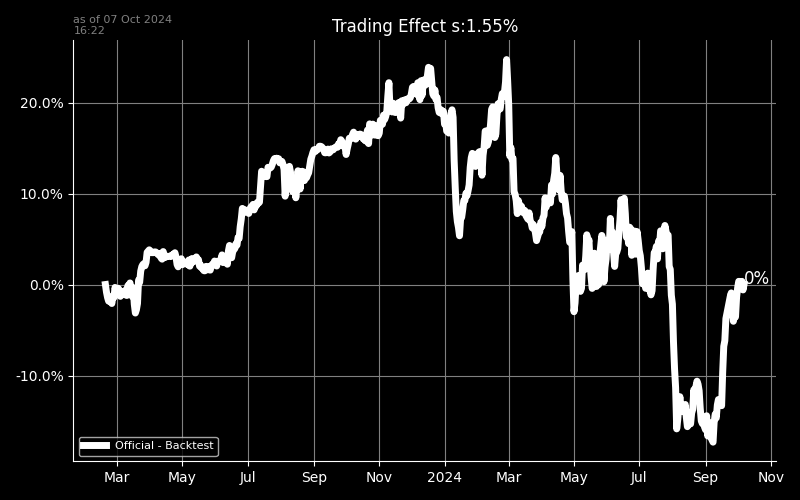 as of 07 Oct 2024
16:22
Trading Effect s:1.55%
20.0%
10.0%
0.0%
-10.0%
0%
Official - Backtest
Mar May Jul Sep Nov 2024 Mar May Jul Sep Nov